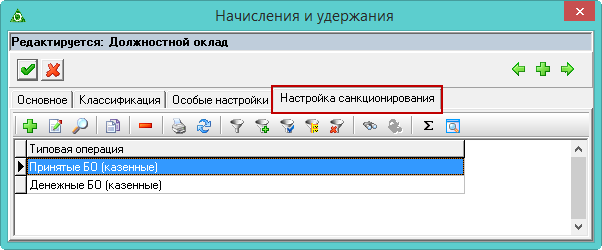 Начисления и удержания
Редактируется: Должностной оклад
Основное Классификация Особые настройки Настройка санкционирования
Типовая операция
Принятые БО (казенные)
Денежные БО (казенные)